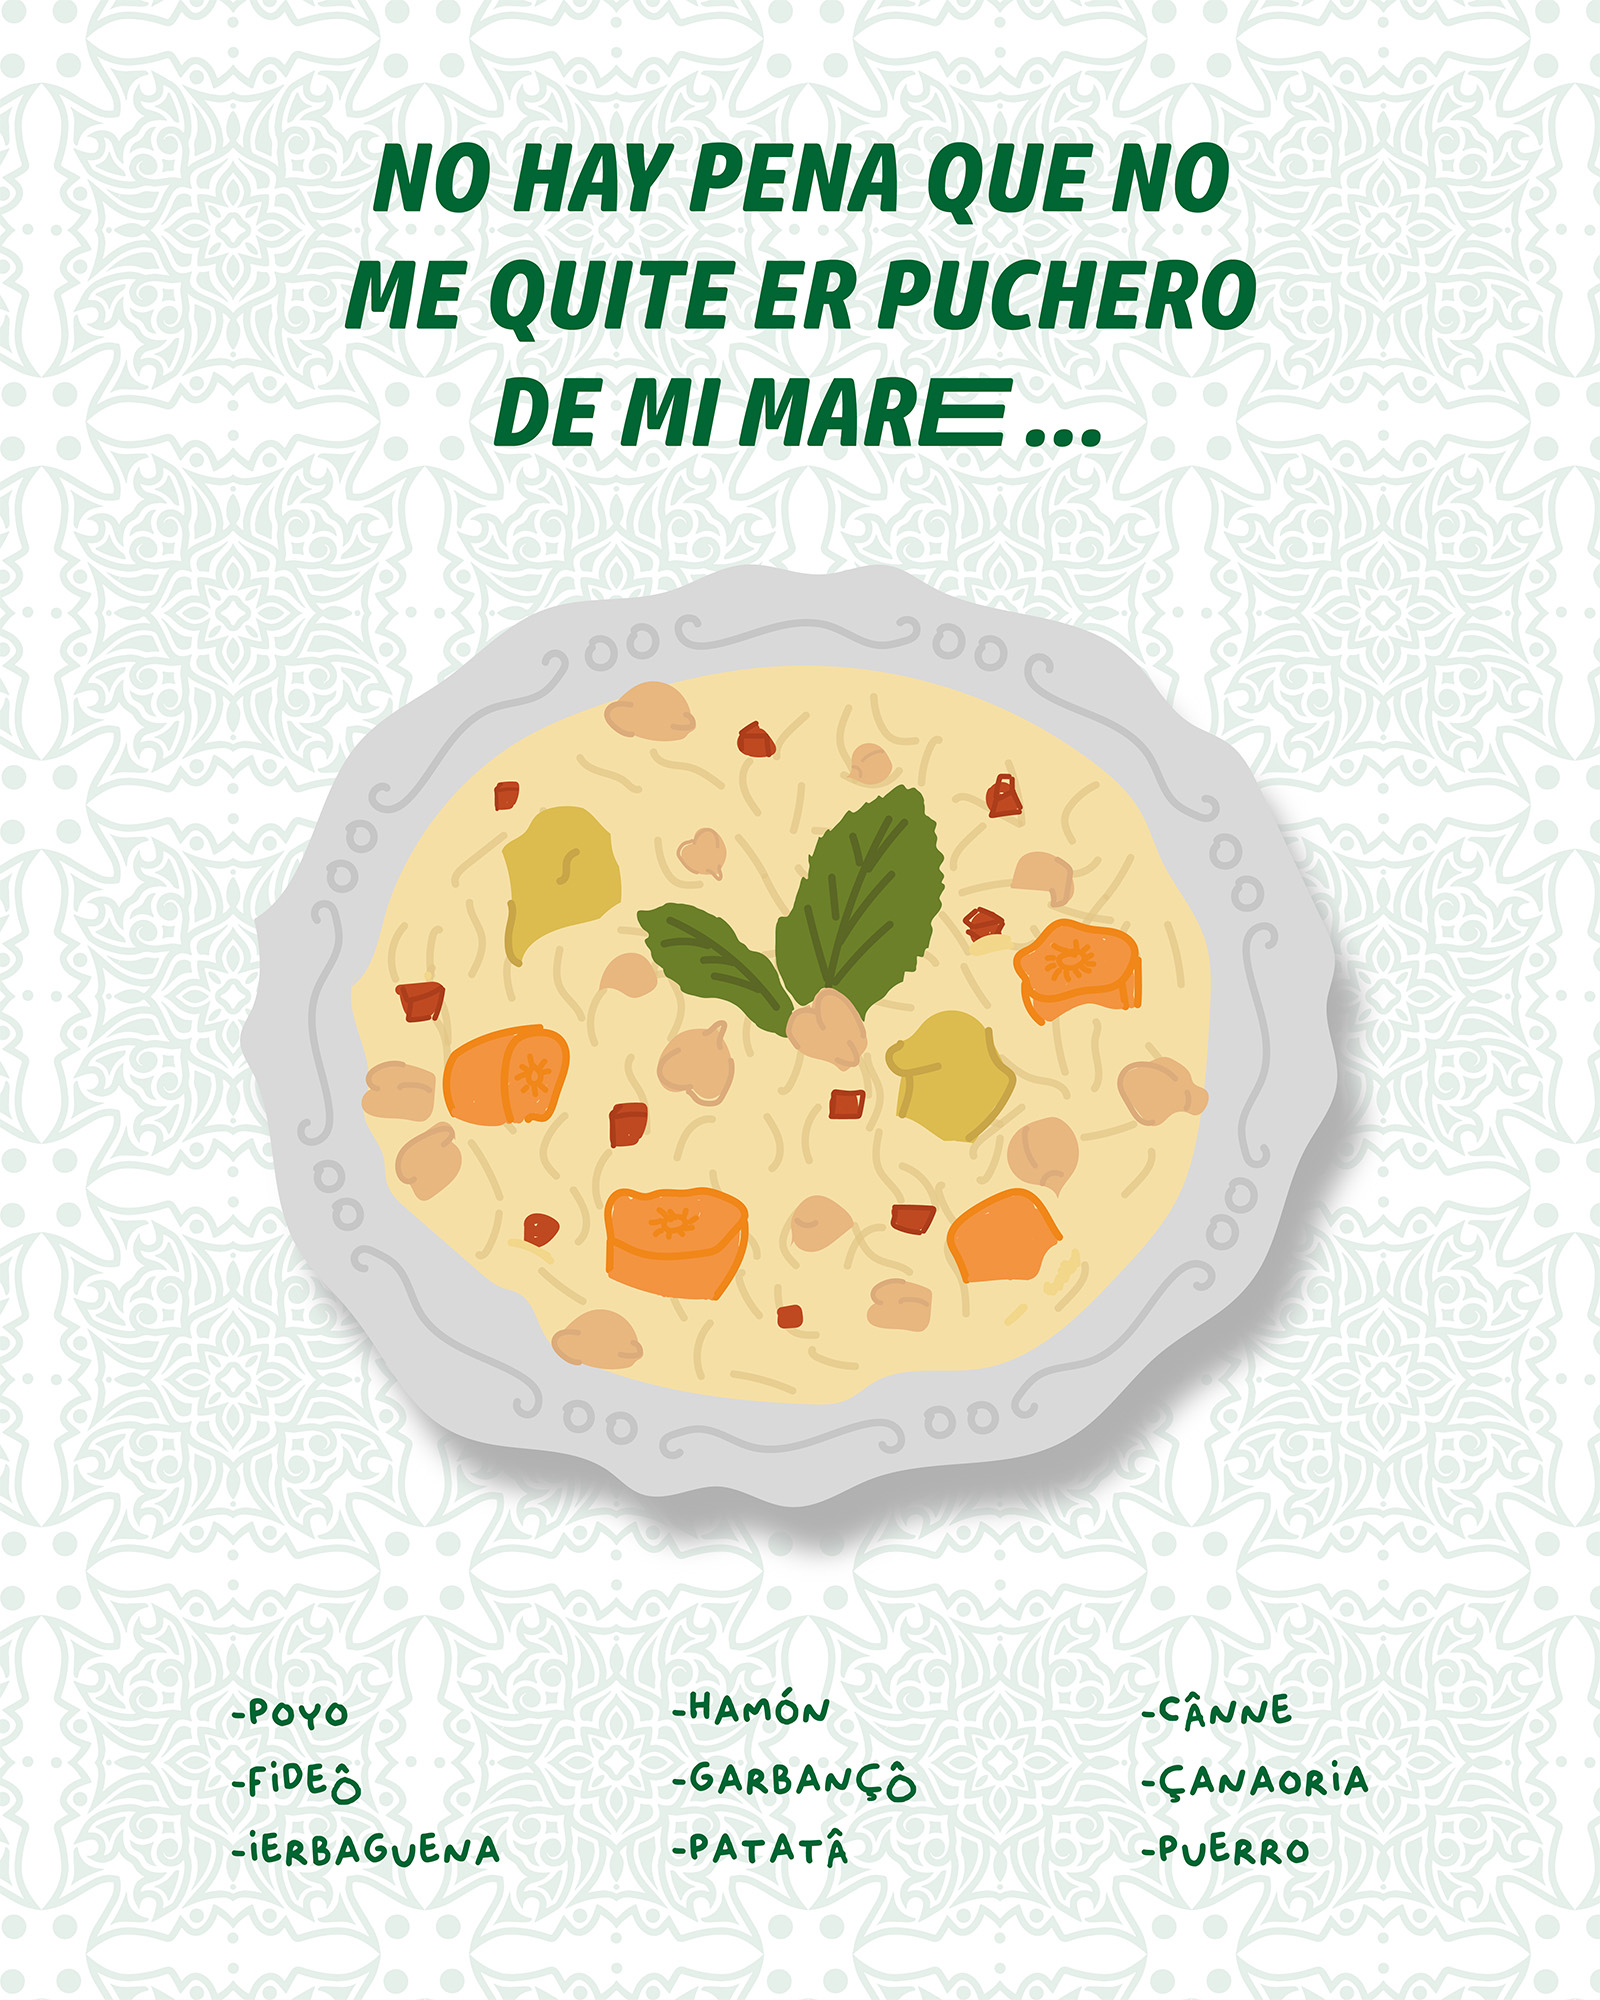 NO HAY PENA QUE NO
ME QUITE ER PUCHERO
DE MI MARE...
-POYO
-FiDEÔ
-iERBAGUENA
-HAMÓN
-GARBANÇÔ
-PATATÂ
-CÂNNE
-ÇANAORiA
-PUERRO